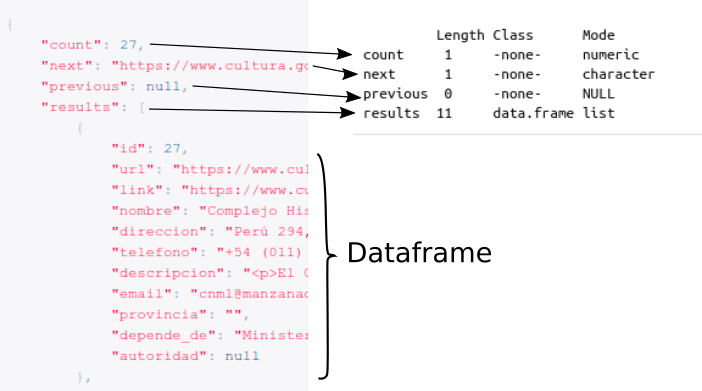 {
"count": 27,
"next": "https://www.cultura.go
"previous": null,
"results": [
{
"id": 27,
"url": "https://www.cul
"link": "https://www.cu
"nombre": "Complejo His
"direccion": "Perú 294,
"telefono": "+54 (011)
"descripcion": "<p>El C
"email": "cnml@manzanad
"provincia": "",
"depende_de": "Minister
"autoridad": null
},
Length Class Mode
count 1 -none- numeric
next 1 -none- character
previous 0 -none- NULL
results 11 data.frame list
Dataframe